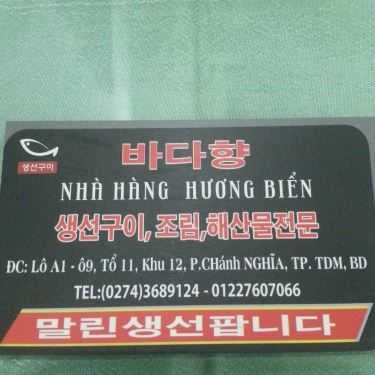 생선구이
바다향
NHÀ HÀNG HƯƠNG BIỂN
생선구이, 조림,해산물전문
ĐC: Lô A1 - ô9, Tổ 11, Khu 12, P.CHánh NGHĨA, TP. TDM, BD
TEL:(0274)3689124 - 01227607066
말린생선팝니다